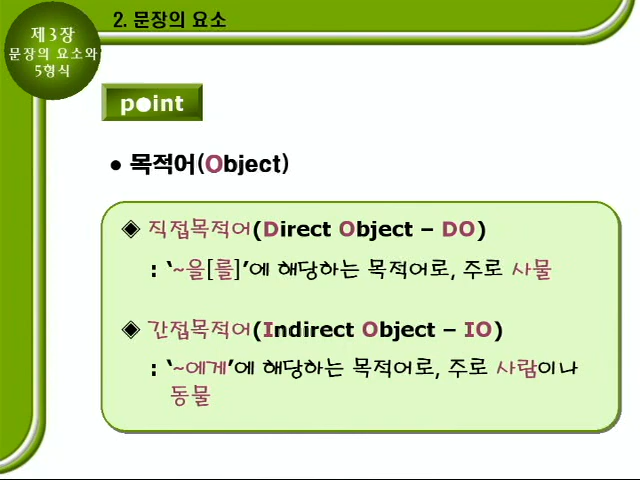 제3장
문장의 요소와
5형식
2. 문장의 요소
point
● 목적어(Object)
◈ 직접목적어(Direct Object – DO)
: ‘~을[를]’에 해당하는 목적어로, 주로 사물
◈ 간접목적어(Indirect Object – IO)
: ‘~에게’에 해당하는 목적어로, 주로 사람이나
동물